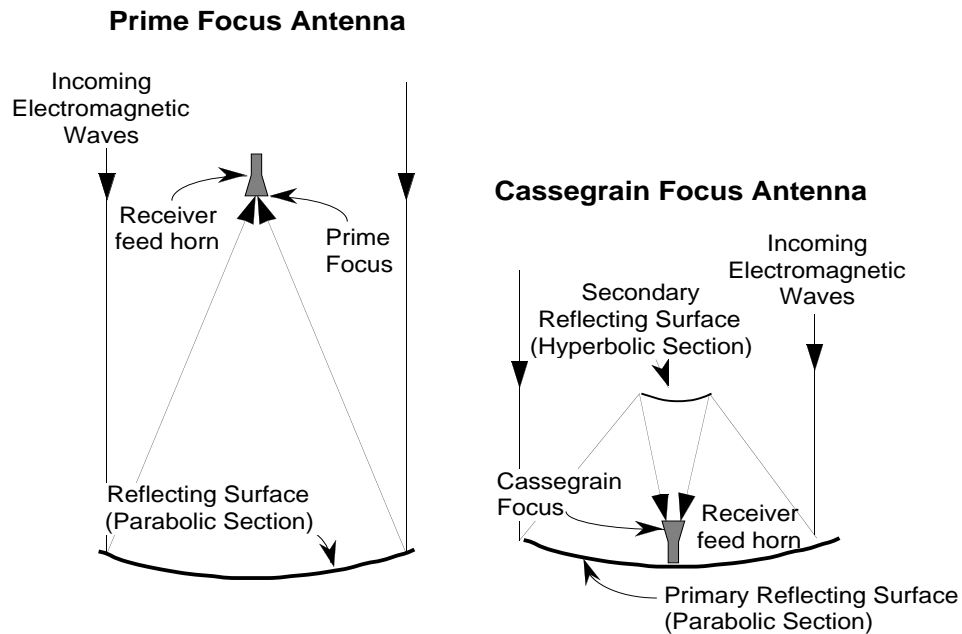 Prime Focus Antenna
Incoming
Electromagnetic
Waves
Receiver
feed horn
Prime
Focus
Reflecting Surface
(Parabolic Section)
Cassegrain Focus Antenna
Incoming
Electromagnetic
Waves
Secondary
Reflecting Surface
(Hyperbolic Section)
Cassegrain
Focus
Receiver
feed horn
Primary Reflecting Surface
(Parabolic Section)